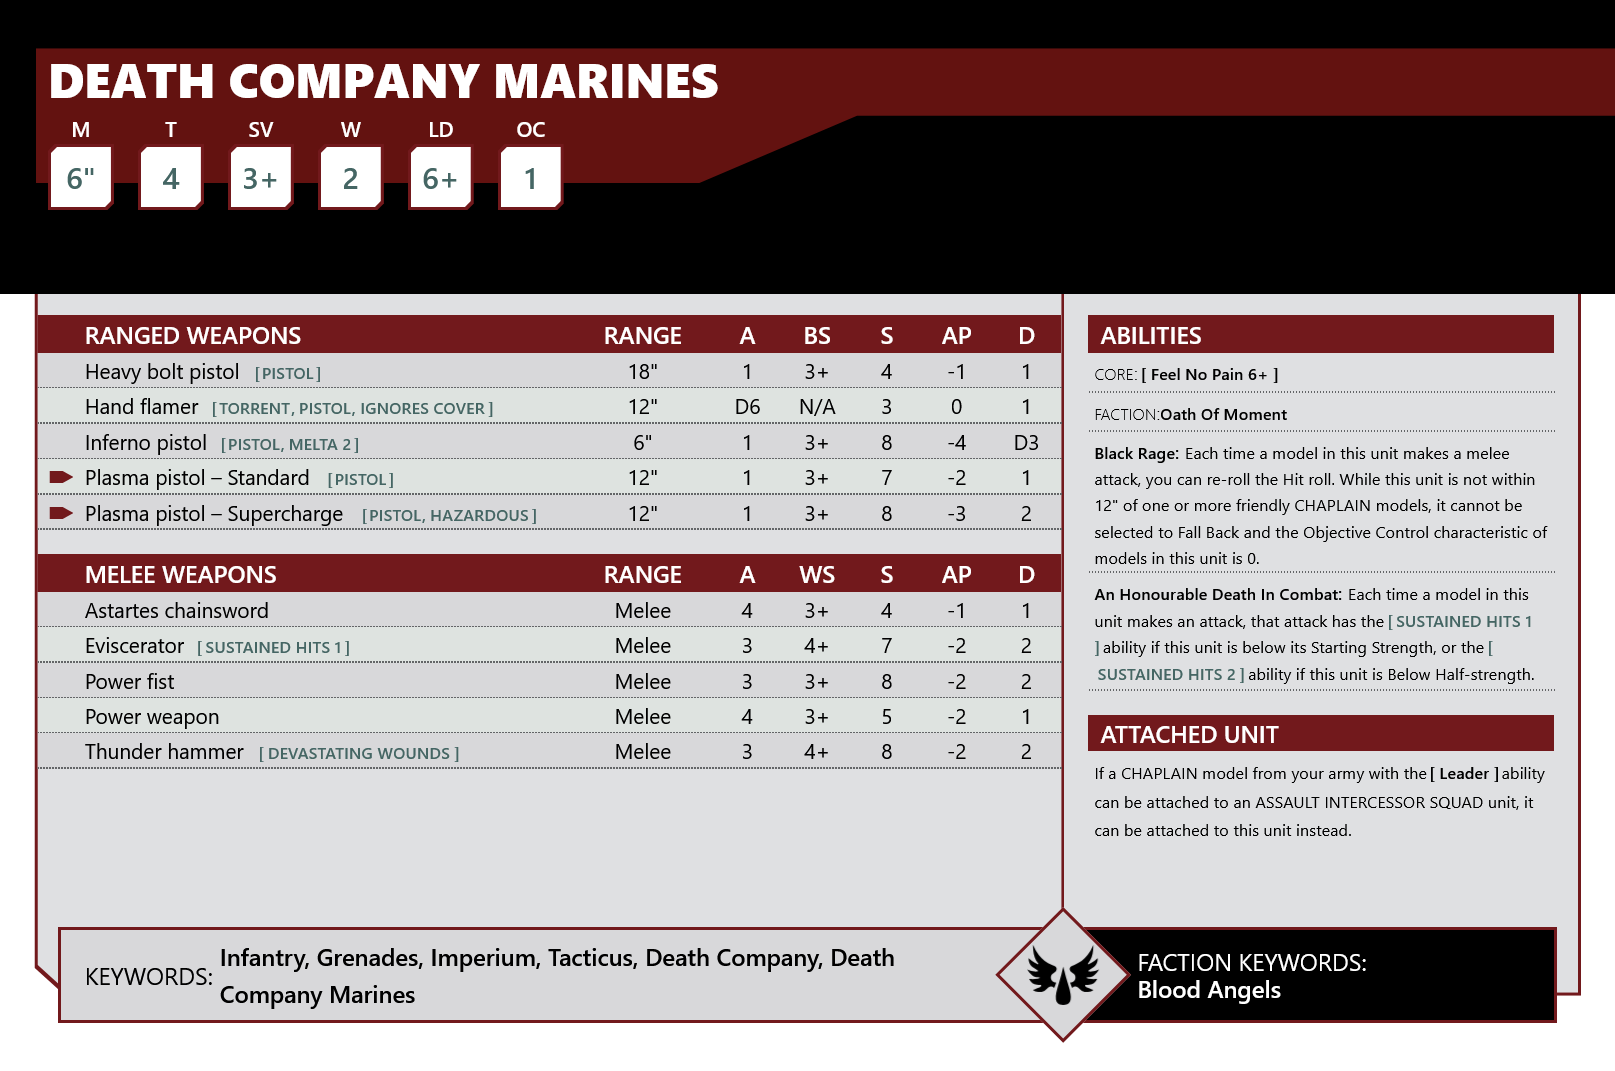 DEATH COMPANY MARINES
M T SV W LD OC
6" 4 3+ 2 6+ 1
RANGED WEAPONS RANGE A BS S AP D
Heavy bolt pistol [PISTOL] 18" 1 3+ 4 -1 1
Hand flamer [TORRENT, PISTOL, IGNORES COVER] 12" D6 N/A 3 0 1
Inferno pistol [PISTOL, MELTA 2] 6" 1 3+ 8 -4 D3
Plasma pistol – Standard [PISTOL] 12" 1 3+ 7 -2 1
Plasma pistol – Supercharge [PISTOL, HAZARDOUS] 12" 1 3+ 8 -3 2
MELEE WEAPONS RANGE A WS S AP D
Astartes chainsword Melee 4 3+ 4 -1 1
Eviscerator [SUSTAINED HITS 1] Melee 3 4+ 7 -2 2
Power fist Melee 3 3+ 8 -2 2
Power weapon Melee 4 3+ 5 -2 1
Thunder hammer [DEVASTATING WOUNDS] Melee 3 4+ 8 -2 2
ABILITIES
CORE: [ Feel No Pain 6+ ]
FACTION:Oath Of Moment
Black Rage: Each time a model in this unit makes a melee
attack, you can re-roll the Hit roll. While this unit is not within
12" of one or more friendly CHAPLAIN models, it cannot be
selected to Fall Back and the Objective Control characteristic of
models in this unit is 0.
An Honourable Death In Combat: Each time a model in this
unit makes an attack, that attack has the [ SUSTAINED HITS 1
] ability if this unit is below its Starting Strength, or the [
SUSTAINED HITS 2 ] ability if this unit is Below Half-strength.
ATTACHED UNIT
If a CHAPLAIN model from your army with the [ Leader ] ability
can be attached to an ASSAULT INTERCESSOR SQUAD unit, it
can be attached to this unit instead.
KEYWORDS: Infantry, Grenades, Imperium, Tacticus, Death Company, Death
Company Marines
FACTION KEYWORDS:
Blood Angels